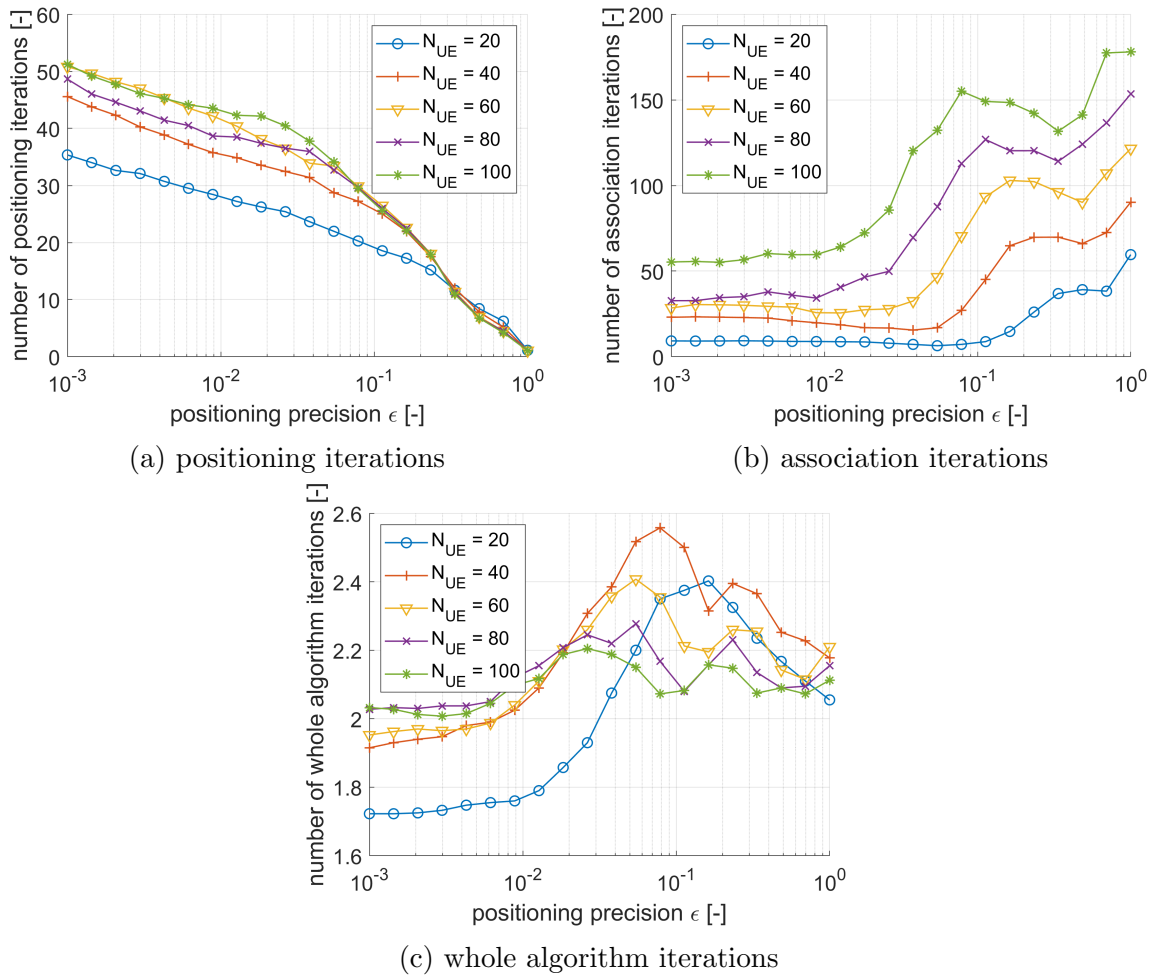 number of positioning iterations [-]
60
50
40
30
20
10
0
N_UE = 20
N_UE = 40
N_UE = 60
N_UE = 80
N_UE = 100
10^-3
10^-2
10^-1
10^0
positioning precision ϵ [-]
(a) positioning iterations
number of association iterations [-]
200
150
100
50
0
N_UE = 20
N_UE = 40
N_UE = 60
N_UE = 80
N_UE = 100
10^-3
10^-2
10^-1
10^0
positioning precision ϵ [-]
(b) association iterations
number of whole algorithm iterations [-]
2.6
2.4
2.2
2
1.8
1.6
N_UE = 20
N_UE = 40
N_UE = 60
N_UE = 80
N_UE = 100
10^-3
10^-2
10^-1
10^0
positioning precision ϵ [-]
(c) whole algorithm iterations